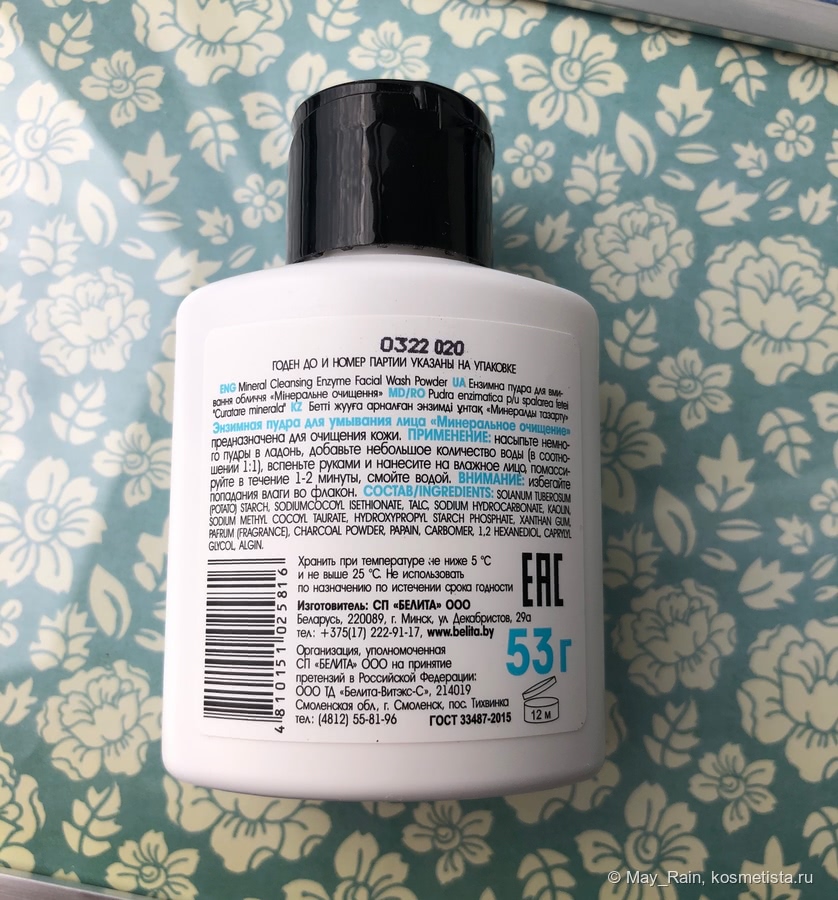 0322 020
ГОДЕН ДО И НОМЕР ПАРТИИ УКАЗАНЫ НА УПАКОВКЕ
ENG Mineral Cleansing Enzyme Facial Wash Powder UA Ензимна пудра для вми-
вання обличчя «Мінеральне очищення» MD/RO Pudra enzimatica p/u spalarea fetei
"Curatare minerala" KZ Бетті жууға арналған энзимді ұнтақ «Минералды тазарту»
Энзимная пудра для умывания лица «Минеральное очищение»
предназначена для очищения кожи. ПРИМЕНЕНИЕ: насыпьте немно-
го пудры в ладонь, добавьте небольшое количество воды (в соотно-
шении 1:1), вспеньте руками и нанесите на влажное лицо, помасси-
руйте в течение 1-2 минуты, смойте водой. ВНИМАНИЕ: избегайте
попадания влаги во флакон. СОСТАВ/INGREDIENTS: SOLANUM TUBEROSUM
(POTATO) STARCH, SODIUMCOCOYL ISETHIONATE, TALC, SODIUM HYDROCARBONATE, KAOLIN,
SODIUM METHYL COCOYL TAURATE, HYDROXYPROPYL STARCH PHOSPHATE, XANTHAN GUM,
PAFRUM (FRAGRANCE), CHARCOAL POWDER, PAPAIN, CARBOMER, 1,2 HEXANEDIOL, CAPRYLYL
GLYCOL, ALGIN.
Хранить при температуре не ниже 5 °C
и не выше 25 °C. Не использовать
по назначению по истечении срока годности
EAC
Изготовитель: СП «БЕЛИТА» ООО
Беларусь, 220089, г. Минск, ул Декабристов, 29а
тел: +375(17) 222-91-17, www.belita.by
53 г
Организация, уполномоченная
СП «БЕЛИТА» ООО на принятие
претензий в Российской Федерации:
ООО ТД «Белита-Витэкс-С», 214019
Смоленская обл, г. Смоленск, пос. Тихвинка
тел: (4812) 55-81-96 ГОСТ 33487-2015
12 м
4 810151 025816
© May_Rain, kosmetista.ru